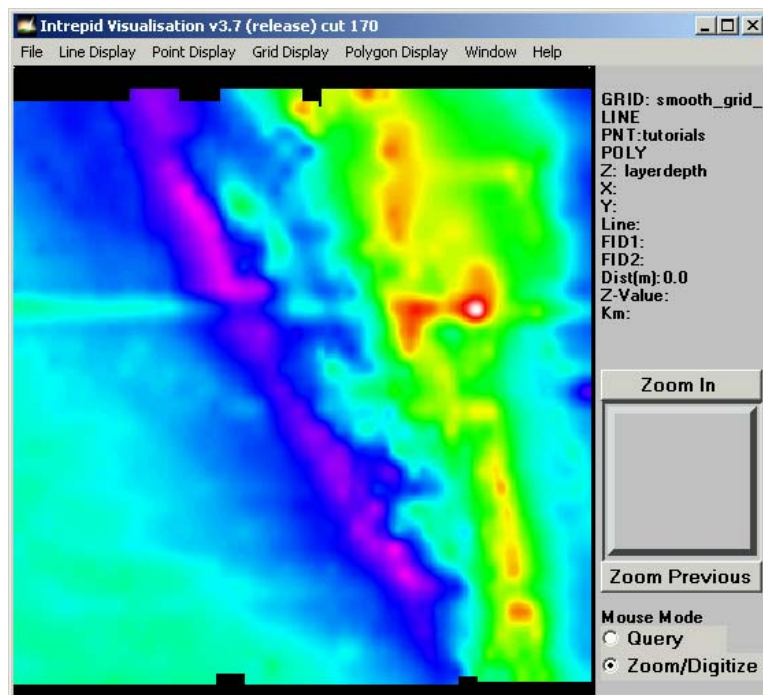 Intrepid Visualisation v3.7 (release) cut 170
File Line Display Point Display Grid Display Polygon Display Window Help
GRID: smooth_grid_
LINE
PNT:tutorials
POLY
Z: layerdepth
X:
Y:
Line:
FID1:
FID2:
Dist(m):0.0
Z-Value:
Km:
Zoom In
Zoom Previous
Mouse Mode
Query
Zoom/Digitize